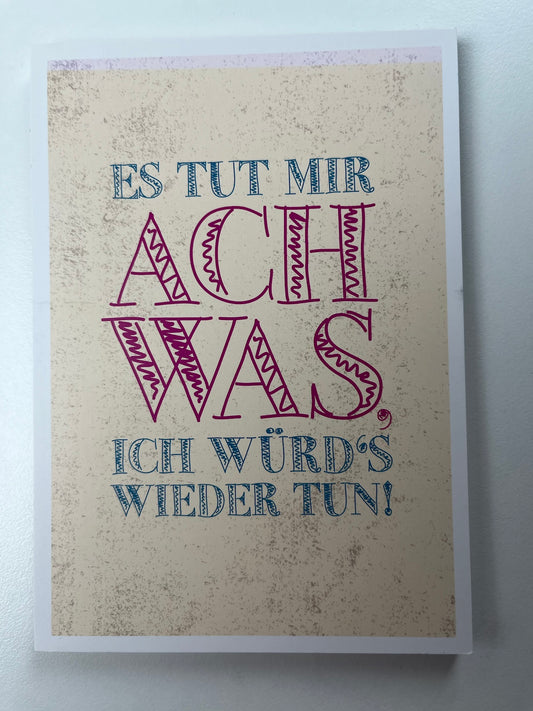 ES TUT MIR
ACH
WAS,
ICH WÜRD'S
WIEDER TUN!